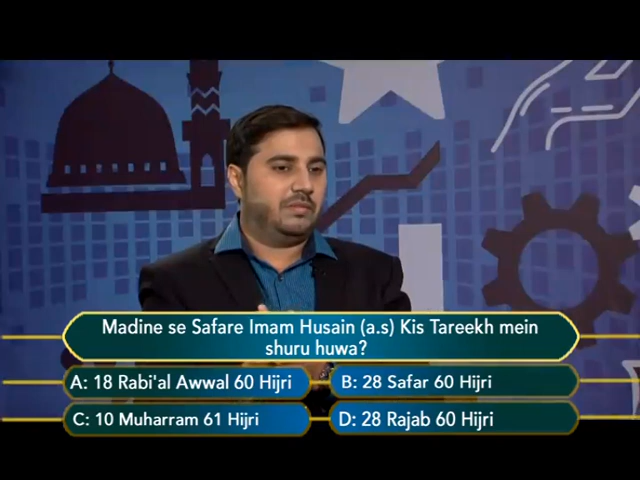 Madine se Safare Imam Husain (a.s) Kis Tareekh mein
shuru huwa?
A: 18 Rabi'al Awwal 60 Hijri
B: 28 Safar 60 Hijri
C: 10 Muharram 61 Hijri
D: 28 Rajab 60 Hijri